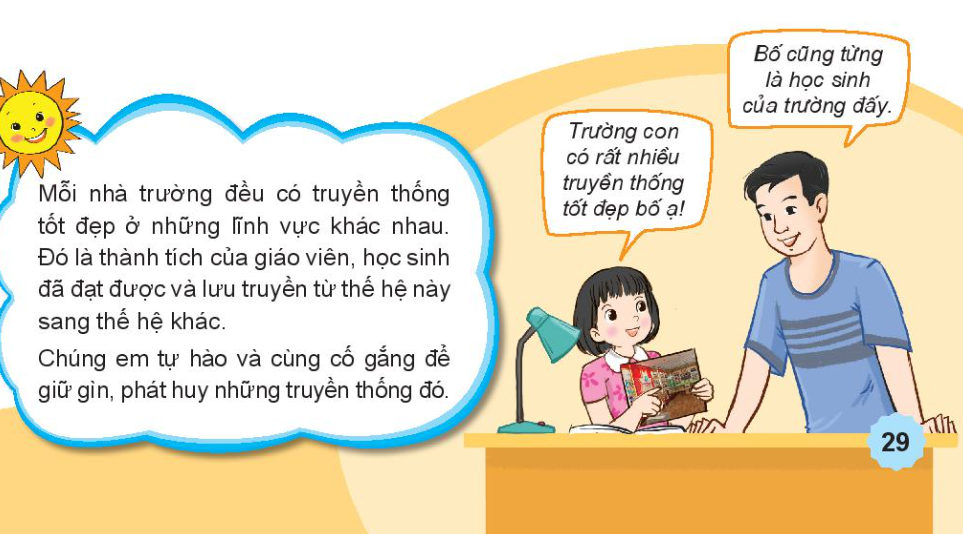 Mỗi nhà trường đều có truyền thống
tốt đẹp ở những lĩnh vực khác nhau.
Đó là thành tích của giáo viên, học sinh
đã đạt được và lưu truyền từ thế hệ này
sang thế hệ khác.
Chúng em tự hào và cùng cố gắng để
giữ gìn, phát huy những truyền thống đó.
Trường con
có rất nhiều
truyền thống
tốt đẹp bố ạ!
Bố cũng từng
là học sinh
của trường đấy.
29